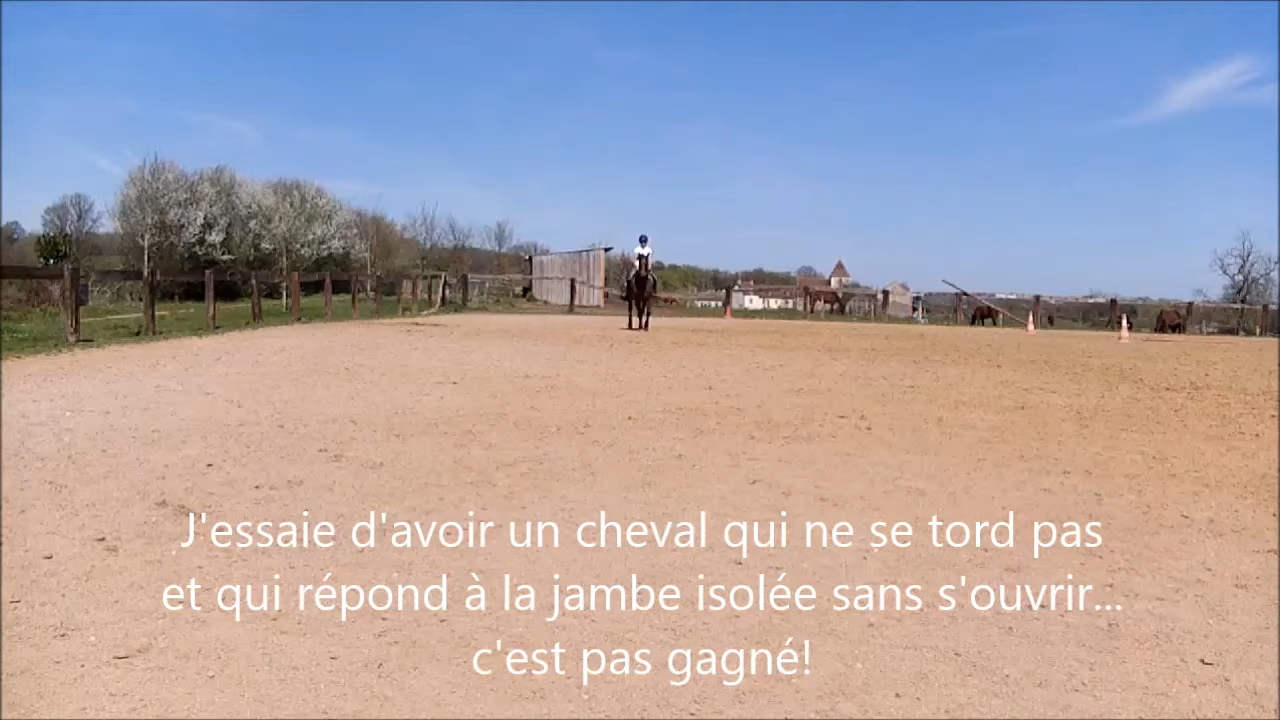 J'essaie d'avoir un cheval qui ne se tord pas
et qui répond à la jambe isolée sans s'ouvrir...
c'est pas gagné!